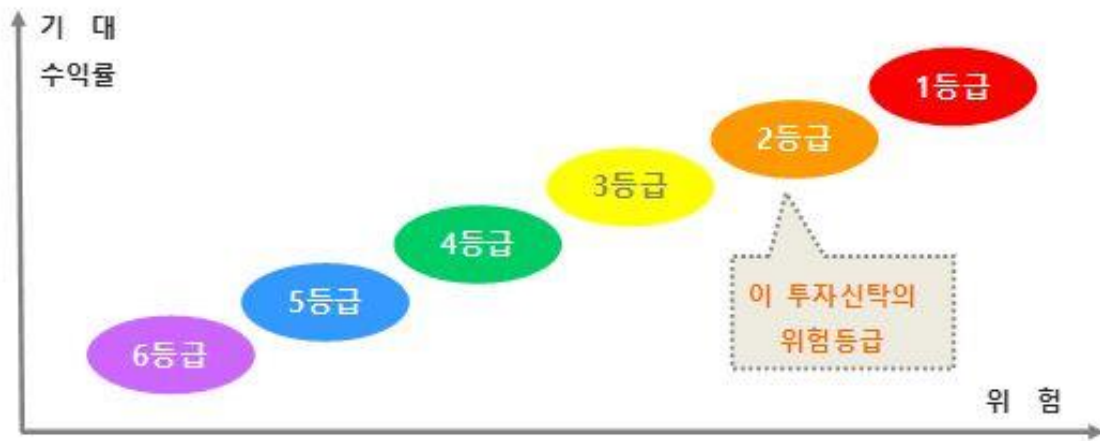 기 대
수익률
1등급
2등급
3등급
4등급
5등급
6등급
이 투자신탁의
위험등급
위 험